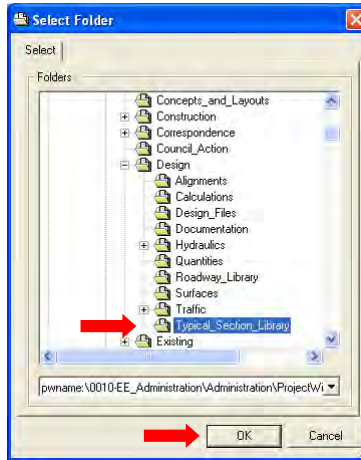 Select Folder
Select
Folders
Concepts_and_Layouts
Construction
Correspondence
Council_Action
Design
Alignments
Calculations
Design_Files
Documentation
Hydraulics
Quantities
Roadway_Library
Surfaces
Traffic
Typical_Section_Library
Existing
pwname:\0010-EE_Administration\Administration\ProjectWi
OK
Cancel